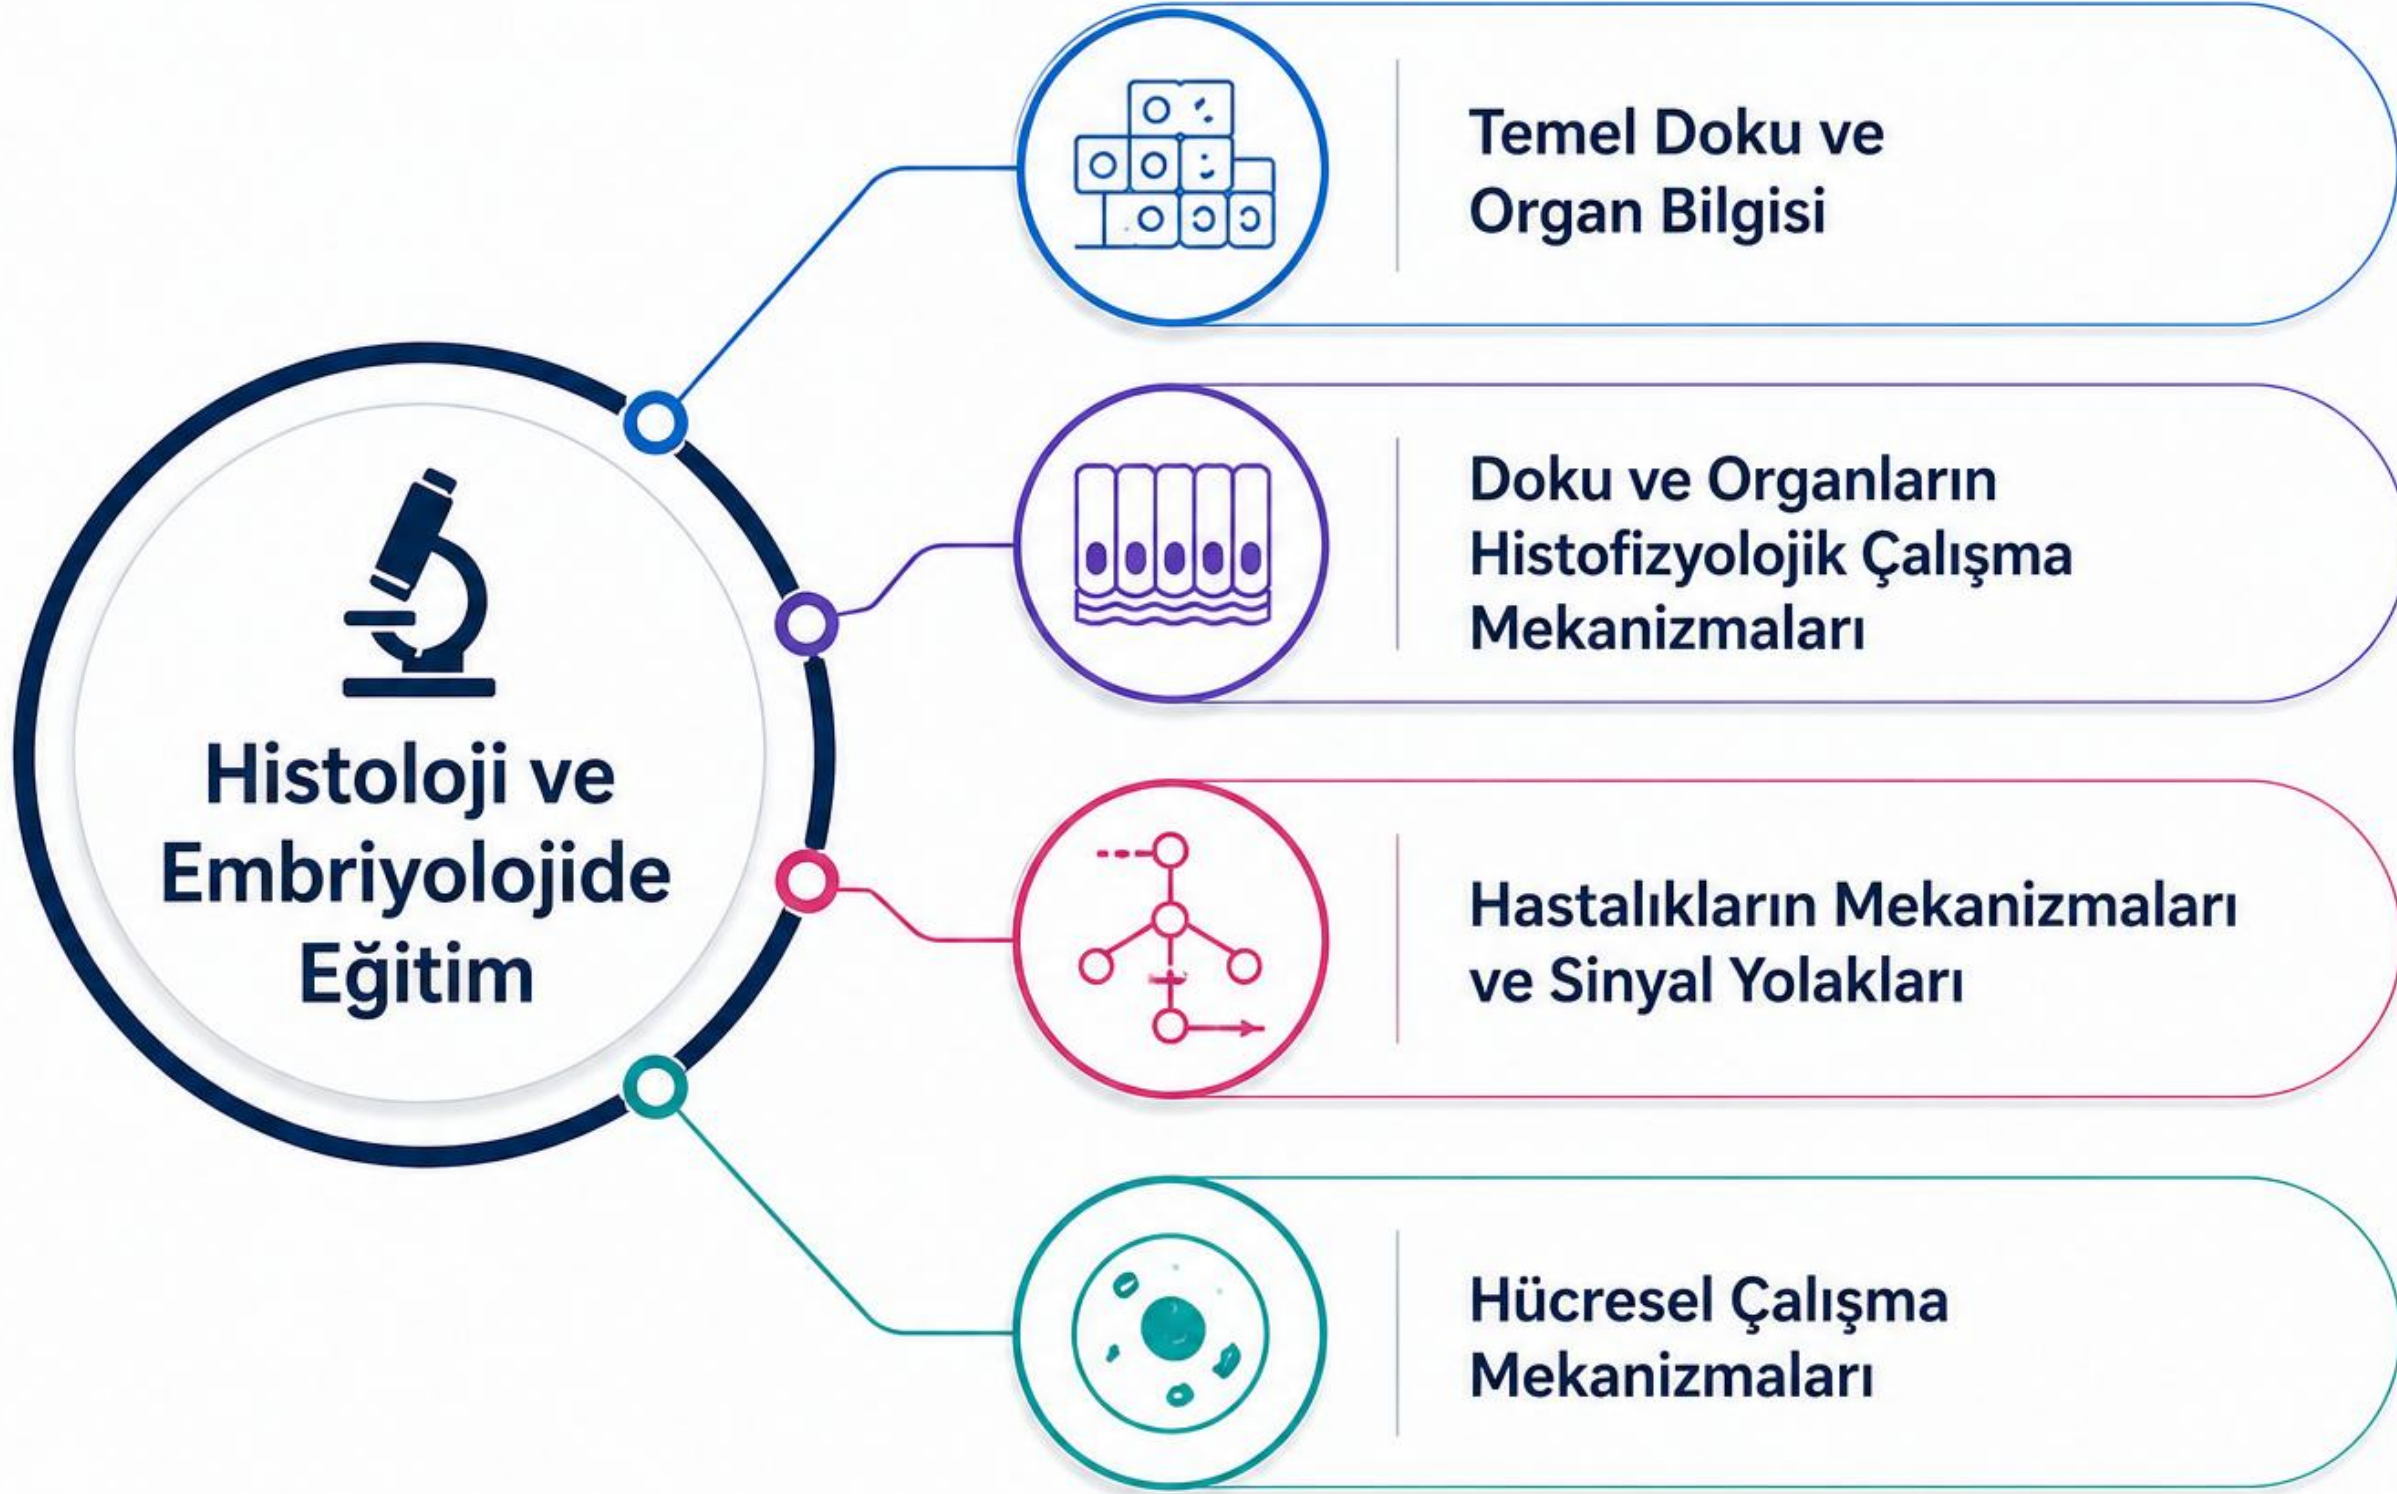 Histoloji ve
Embriyolojide
Eğitim
Temel Doku ve
Organ Bilgisi
Doku ve Organların
Histofizyolojik Çalışma
Mekanizmaları
Hastalıkların Mekanizmaları
ve Sinyal Yolakları
Hücresel Çalışma
Mekanizmaları